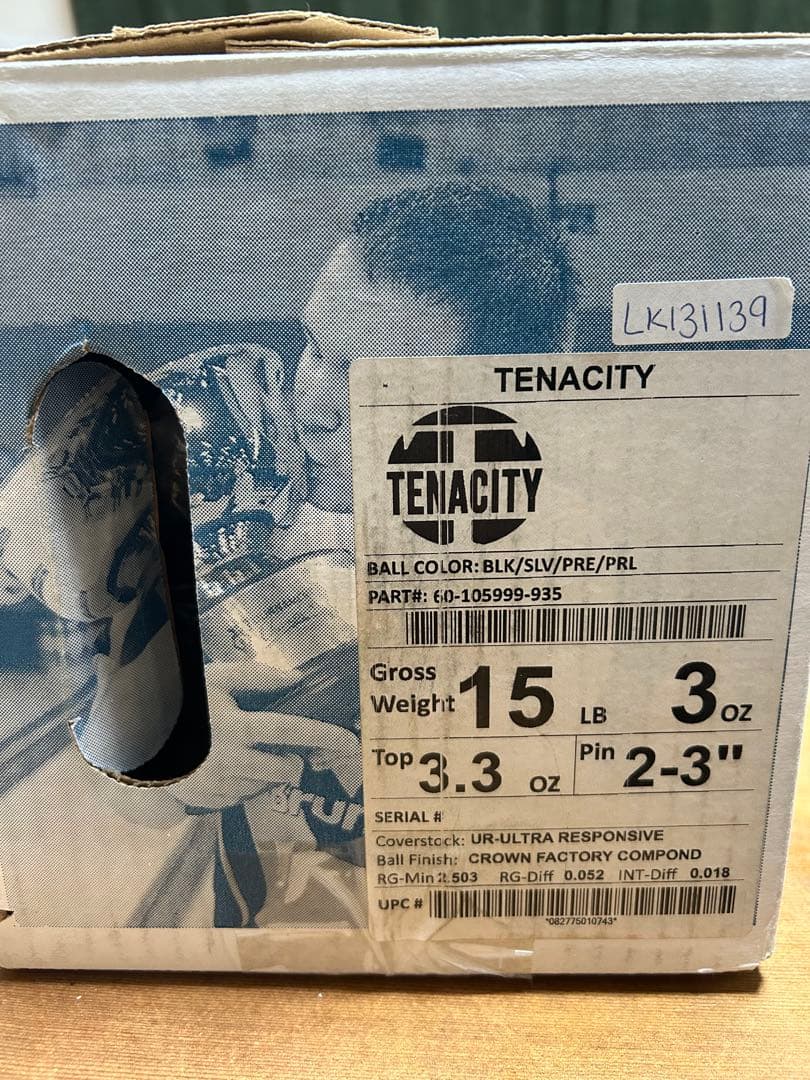 LK131139
TENACITY
TENACITY
BALL COLOR: BLK/SLV/PRE/PRL
PART#: 60-105999-935
Gross Weight 15 LB 3 OZ
Top 3.3 OZ Pin 2-3"
SERIAL #
Coverstock: UR-ULTRA RESPONSIVE
Ball Finish: CROWN FACTORY COMPOND
RG-Min 2.503 RG-Diff 0.052 INT-Diff 0.018
UPC #
*082775010743*